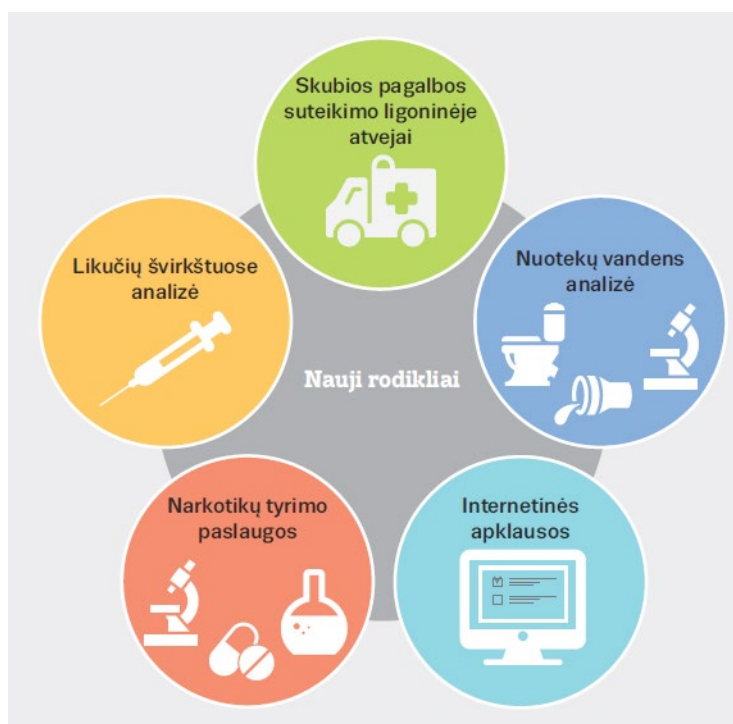 Skubios pagalbos
suteikimo ligoninėje
atvejai
Likučių švirkštuose
analizė
Nuotekų vandens
analizė
Nauji rodikliai
Narkotikų tyrimo
paslaugos
Internetinės
apklausos